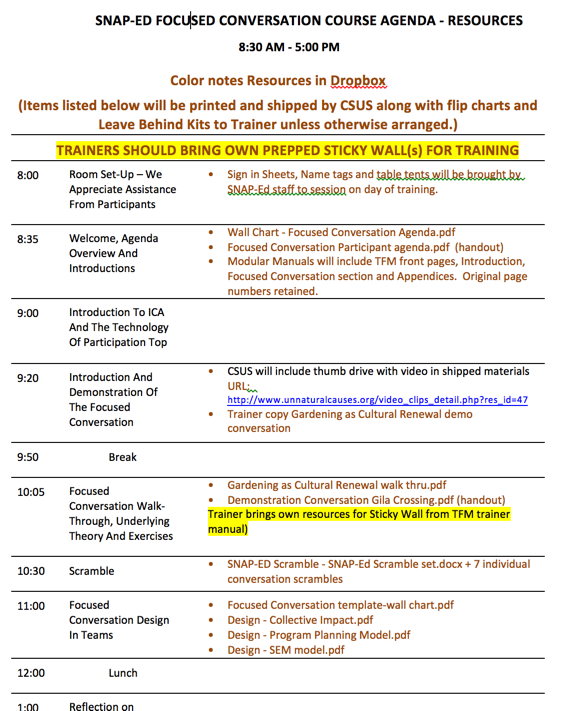 SNAP-ED FOCUSED CONVERSATION COURSE AGENDA - RESOURCES
8:30 AM - 5:00 PM
Color notes Resources in Dropbox
(Items listed below will be printed and shipped by CSUS along with flip charts and
Leave Behind Kits to Trainer unless otherwise arranged.)
TRAINERS SHOULD BRING OWN PREPPED STICKY WALL(s) FOR TRAINING
8:00
Room Set-Up – We
Appreciate Assistance
From Participants
• Sign in Sheets, Name tags and table tents will be brought by
SNAP-Ed staff to session on day of training.
8:35
Welcome, Agenda
Overview And
Introductions
• Wall Chart - Focused Conversation Agenda.pdf
• Focused Conversation Participant agenda.pdf (handout)
• Modular Manuals will include TFM front pages, Introduction,
Focused Conversation section and Appendices. Original page
numbers retained.
9:00
Introduction To ICA
And The Technology
Of Participation Top
9:20
Introduction And
Demonstration Of
The Focused
Conversation
• CSUS will include thumb drive with video in shipped materials
URL:
http://www.unnaturalcauses.org/video_clips_detail.php?res_id=47
• Trainer copy Gardening as Cultural Renewal demo
conversation
9:50
Break
10:05
Focused
Conversation Walk-
Through, Underlying
Theory And Exercises
• Gardening as Cultural Renewal walk thru.pdf
• Demonstration Conversation Gila Crossing.pdf (handout)
Trainer brings own resources for Sticky Wall from TFM trainer
manual)
10:30
Scramble
• SNAP-ED Scramble - SNAP-Ed Scramble set.docx + 7 individual
conversation scrambles
11:00
Focused
Conversation Design
In Teams
• Focused Conversation template-wall chart.pdf
• Design - Collective Impact.pdf
• Design - Program Planning Model.pdf
• Design - SEM model.pdf
12:00
Lunch
1:00
Reflection on